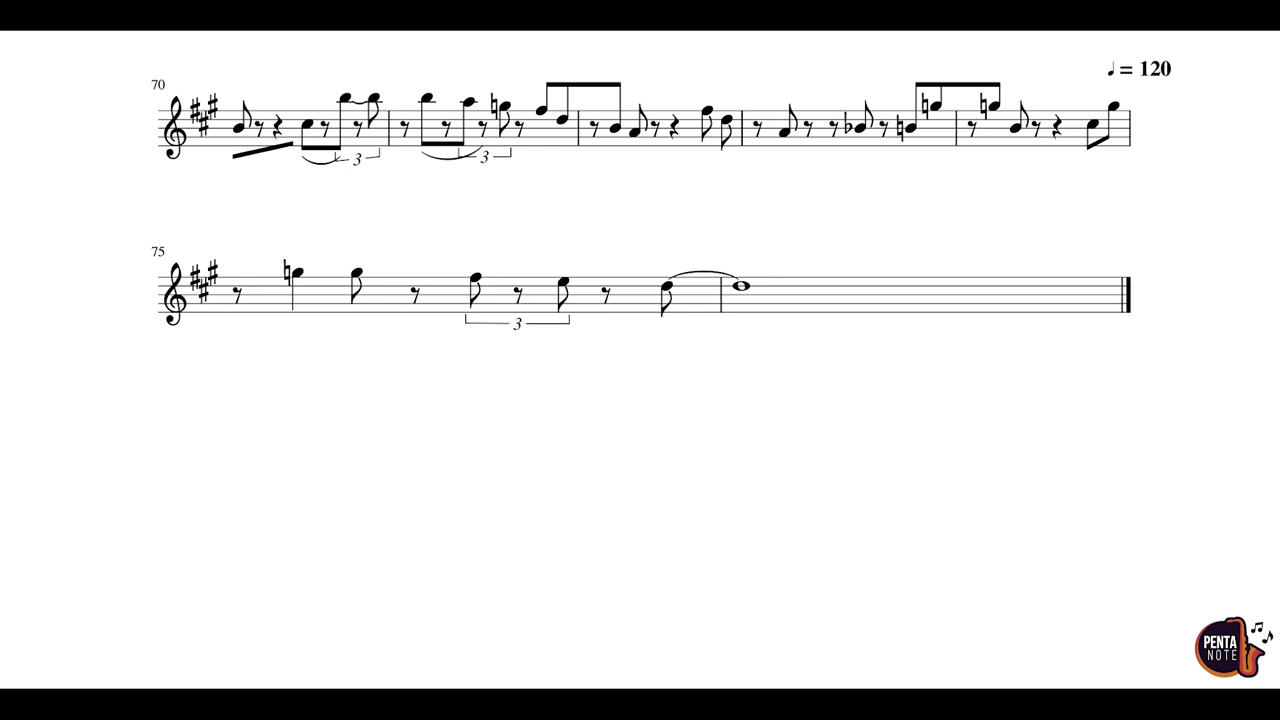 ♩ = 120
70
3
3
75
3
PENTA
NOTE